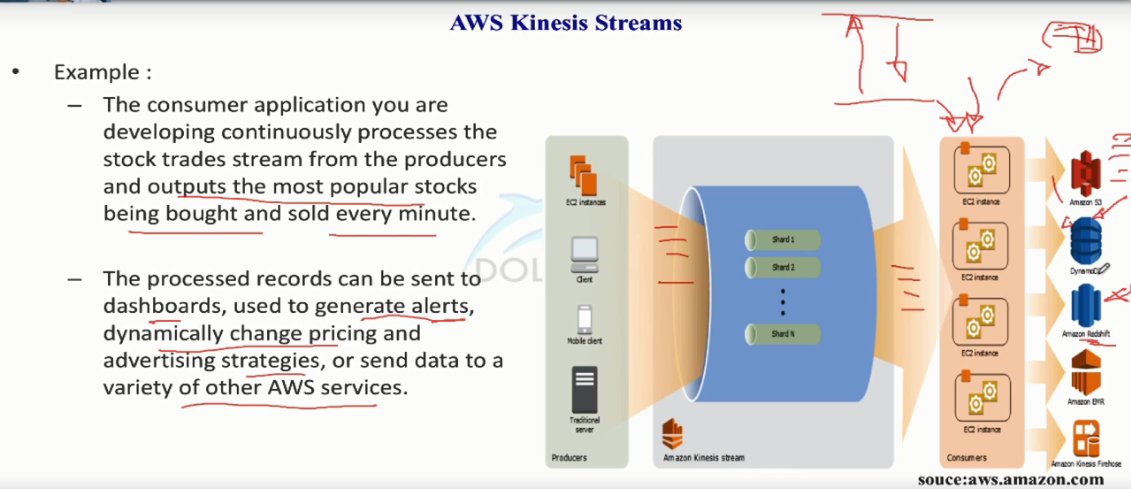 AWS Kinesis Streams
• Example :
– The consumer application you are
developing continuously processes the
stock trades stream from the producers
and outputs the most popular stocks
being bought and sold every minute.
– The processed records can be sent to
dashboards, used to generate alerts,
dynamically change pricing and
advertising strategies, or send data to a
variety of other AWS services.
DOL
EC2 instances
Client
Mobile client
Traditional
server
Producers
Shard 1
Shard 2
Shard N
Amazon Kinesis stream
EC2 instance
EC2 instance
EC2 instance
EC2 instance
Consumers
Amazon S3
Amazon Redshift
Amazon EMR
Amazon Kinesis Firehose
souce:aws.amazon.com